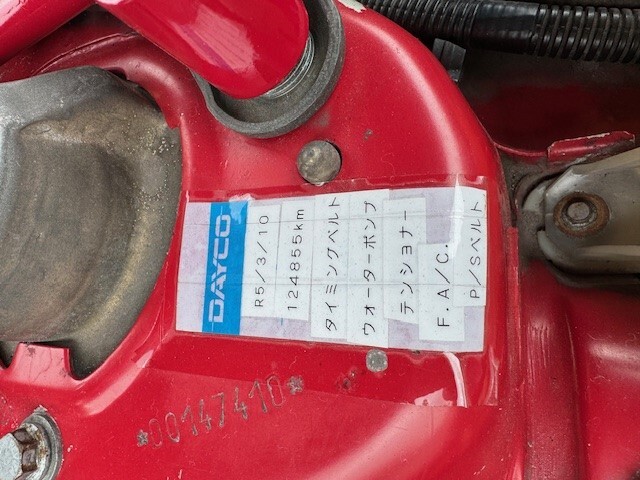 DAYCO
R5/3/10
124855km
タイミングベルト
ウォーターポンプ
テンショナー
F.A/C.
P/Sベルト
*00147410*